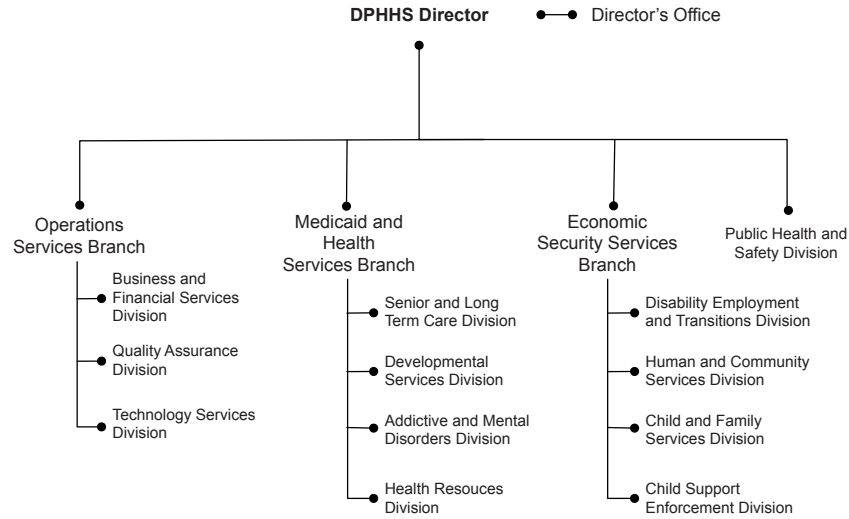 DPHHS Director
Director's Office
Operations
Services Branch
Business and
Financial Services
Division
Quality Assurance
Division
Technology Services
Division
Medicaid and
Health
Services Branch
Senior and Long
Term Care Division
Developmental
Services Division
Addictive and Mental
Disorders Division
Health Resouces
Division
Economic
Security Services
Branch
Disability Employment
and Transitions Division
Human and Community
Services Division
Child and Family
Services Division
Child Support
Enforcement Division
Public Health and
Safety Division